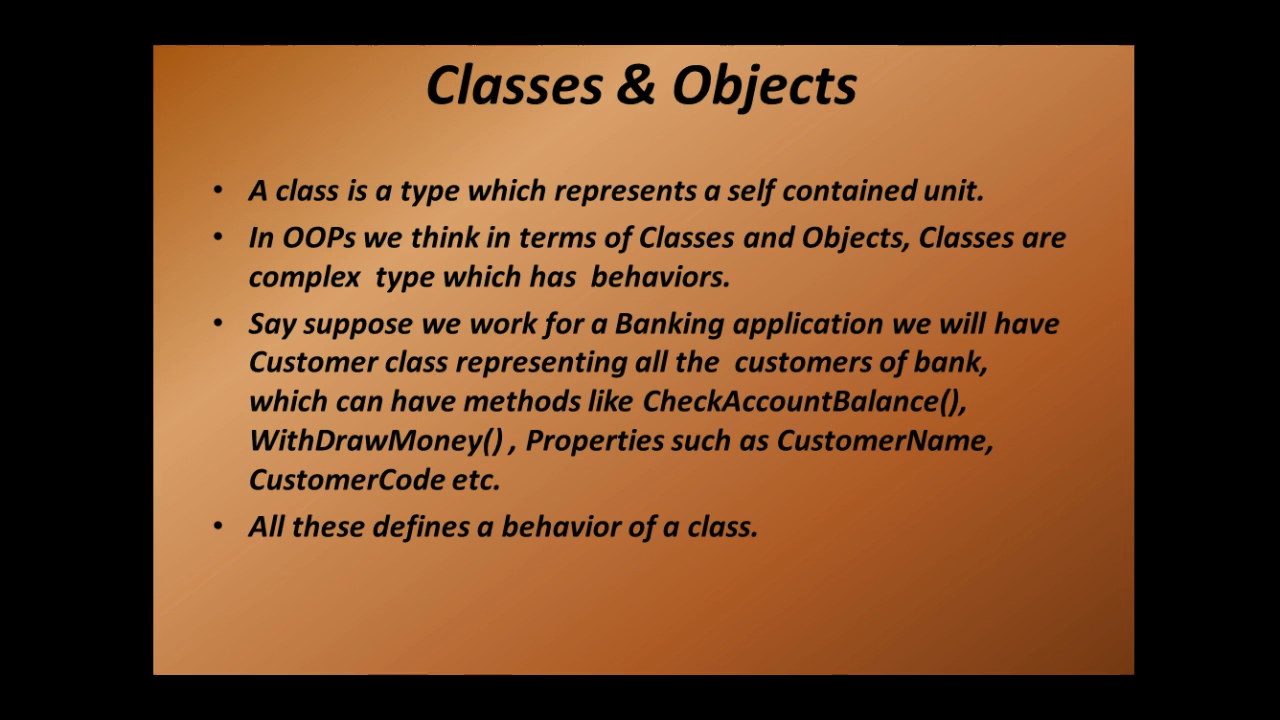 Classes & Objects
• A class is a type which represents a self contained unit.
• In OOPs we think in terms of Classes and Objects, Classes are
complex  type which has  behaviors.
• Say suppose we work for a Banking application we will have
Customer class representing all the  customers of bank,
which can have methods like CheckAccountBalance(),
WithDrawMoney() , Properties such as CustomerName,
CustomerCode etc.
• All these defines a behavior of a class.